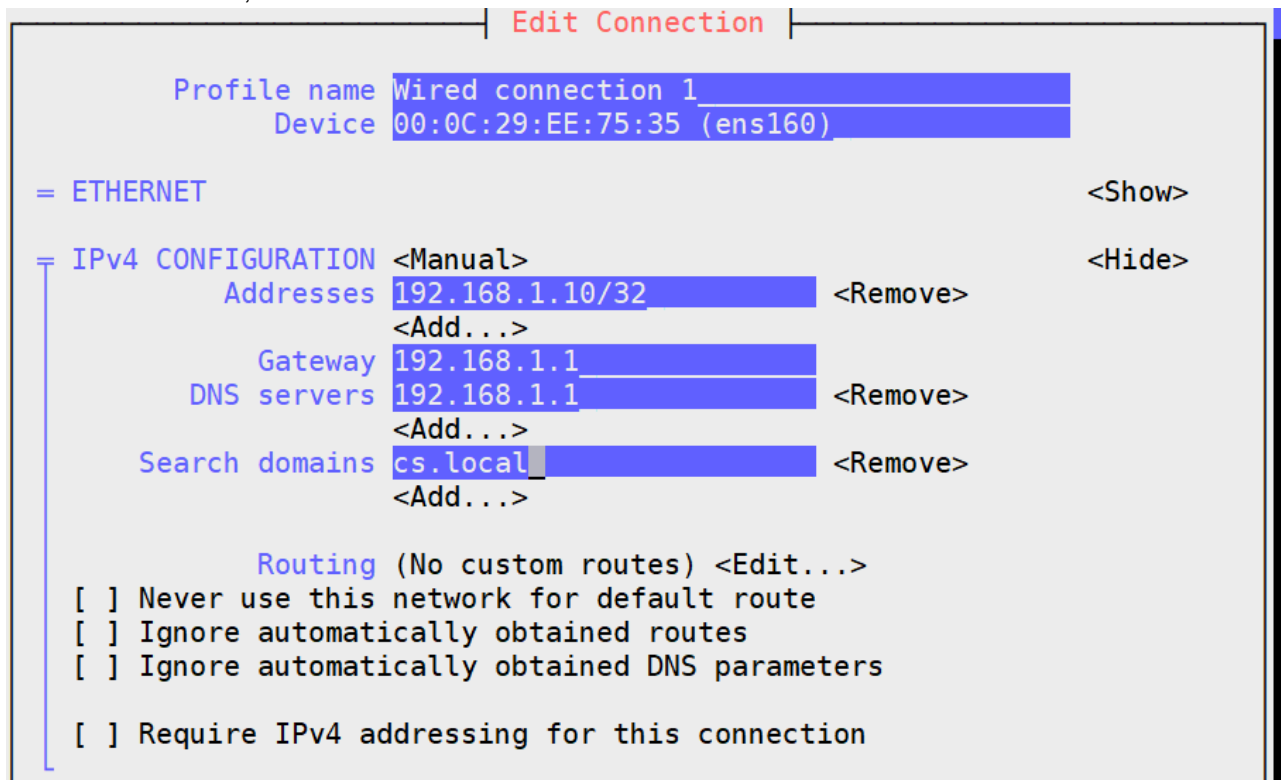 Edit Connection
Profile name Wired connection 1
Device 00:0C:29:EE:75:35 (ens160)
= ETHERNET <Show>
= IPv4 CONFIGURATION <Manual> <Hide>
Addresses 192.168.1.10/32 <Remove>
<Add...>
Gateway 192.168.1.1
DNS servers 192.168.1.1 <Remove>
<Add...>
Search domains cs.local <Remove>
<Add...>
Routing (No custom routes) <Edit...>
[ ] Never use this network for default route
[ ] Ignore automatically obtained routes
[ ] Ignore automatically obtained DNS parameters
[ ] Require IPv4 addressing for this connection